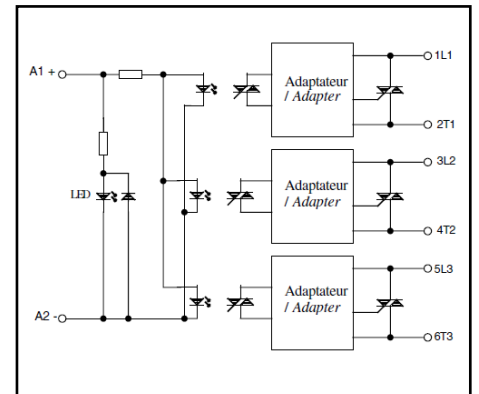 A1 +
LED
A2 -
Adaptateur
/ Adapter
1L1
2T1
Adaptateur
/ Adapter
3L2
4T2
Adaptateur
/ Adapter
5L3
6T3